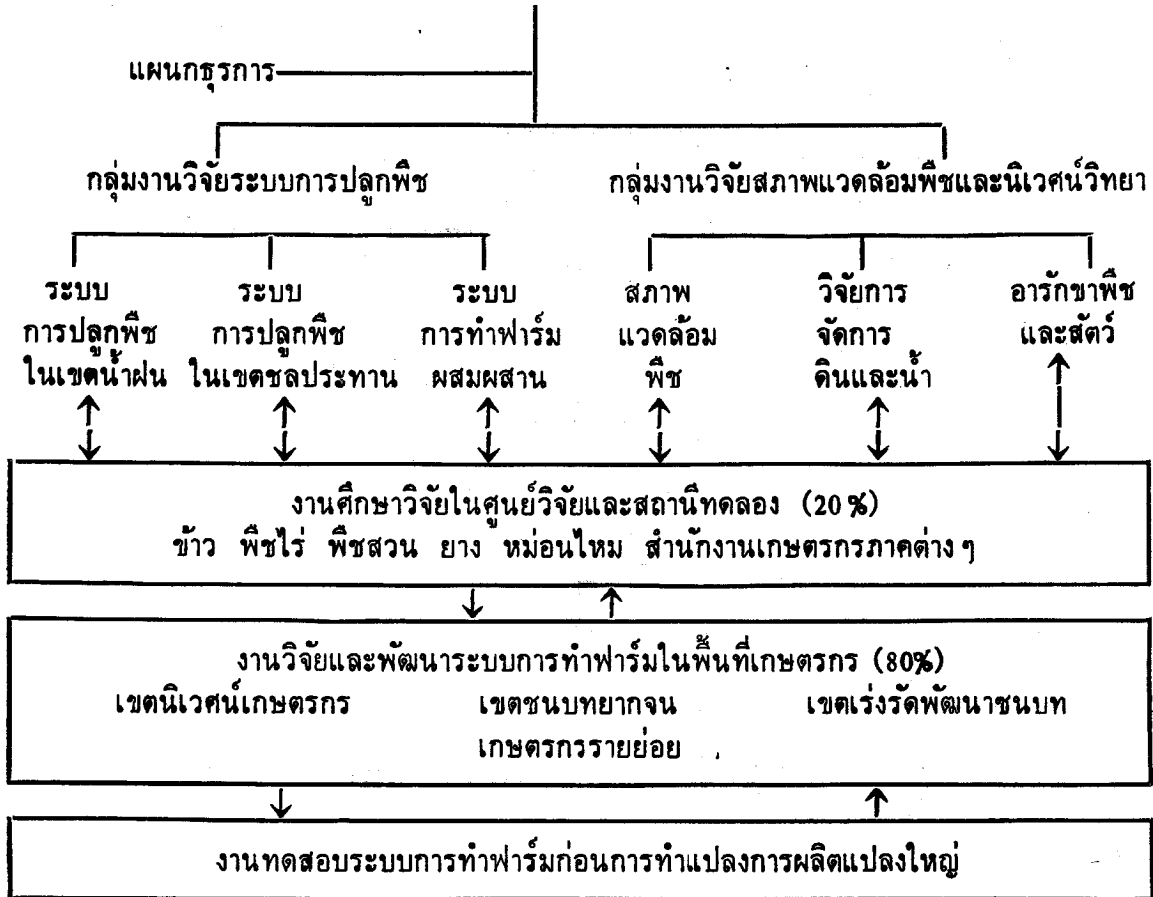 แผนกธุรการ
กลุ่มงานวิจัยระบบการปลูกพืช
กลุ่มงานวิจัยสภาพแวดล้อมพืชและนิเวศน์วิทยา
ระบบ
การปลูกพืช
ในเขตน้ำฝน
ระบบ
การปลูกพืช
ในเขตชลประทาน
ระบบ
การทำฟาร์ม
ผสมผสาน
สภาพ
แวดล้อม
พืช
วิจัยการ
จัดการ
ดินและน้ำ
อารักขาพืช
และสัตว์
งานศึกษาวิจัยในศูนย์วิจัยและสถานีทดลอง (20%)
ข้าว พืชไร่ พืชสวน ยาง หม่อนไหม สำนักงานเกษตรกรภาคต่างๆ
งานวิจัยและพัฒนาระบบการทำฟาร์มในพื้นที่เกษตรกร (80%)
เขตนิเวศน์เกษตรกร เขตชนบทยากจน เขตเร่งรัดพัฒนาชนบท
เกษตรกรรายย่อย
งานทดสอบระบบการทำฟาร์มก่อนการทำแปลงการผลิตแปลงใหญ่